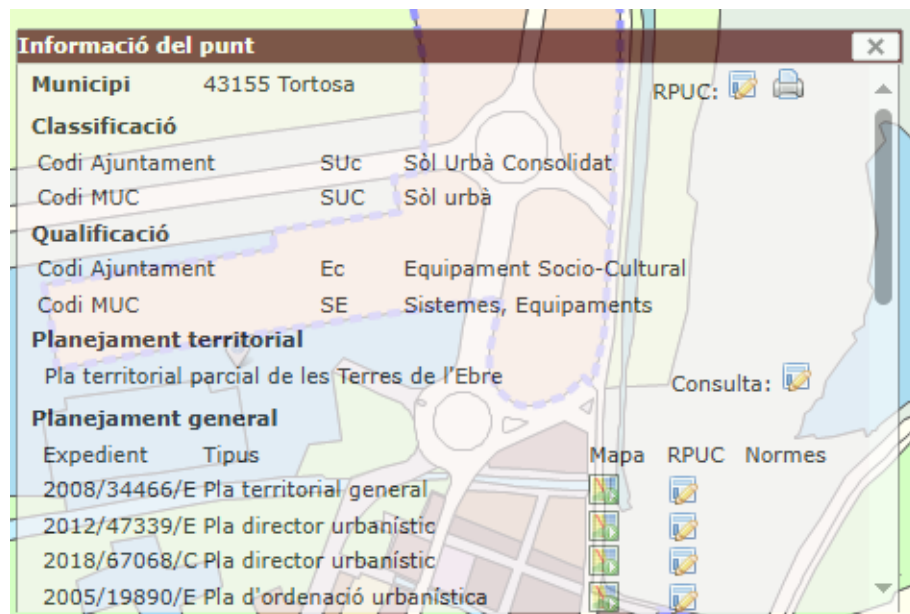 Informació del punt
Municipi 43155 Tortosa RPUC:
Classificació
Codi Ajuntament SUc Sòl Urbà Consolidat
Codi MUC SUC Sòl urbà
Qualificació
Codi Ajuntament Ec Equipament Socio-Cultural
Codi MUC SE Sistemes, Equipaments
Planejament territorial
Pla territorial parcial de les Terres de l'Ebre Consulta:
Planejament general
Expedient Tipus Mapa RPUC Normes
2008/34466/E Pla territorial general
2012/47339/E Pla director urbanístic
2018/67068/C Pla director urbanístic
2005/19890/E Pla d'ordenació urbanística